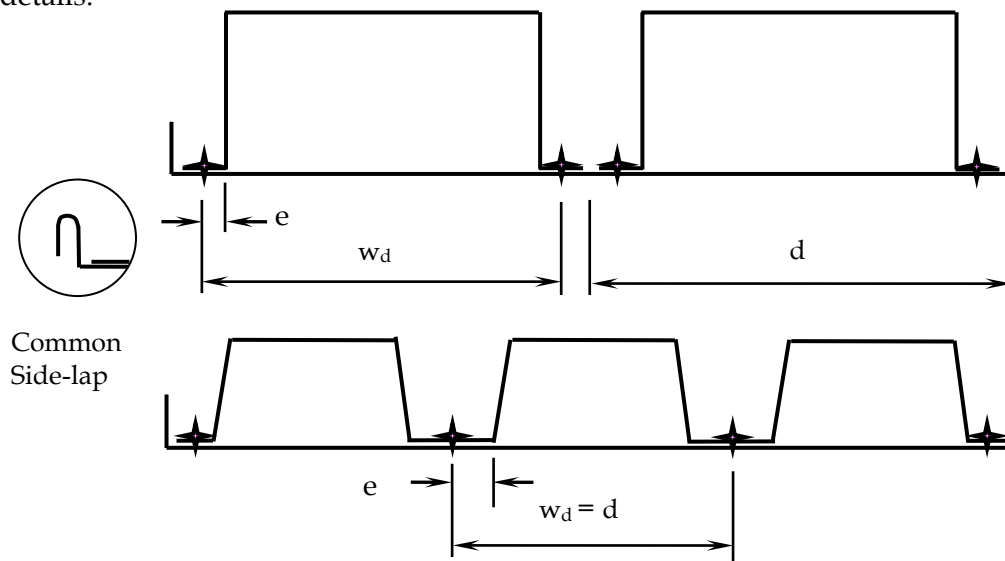 details.
e
w_d
d
Common
Side-lap
e
w_d = d